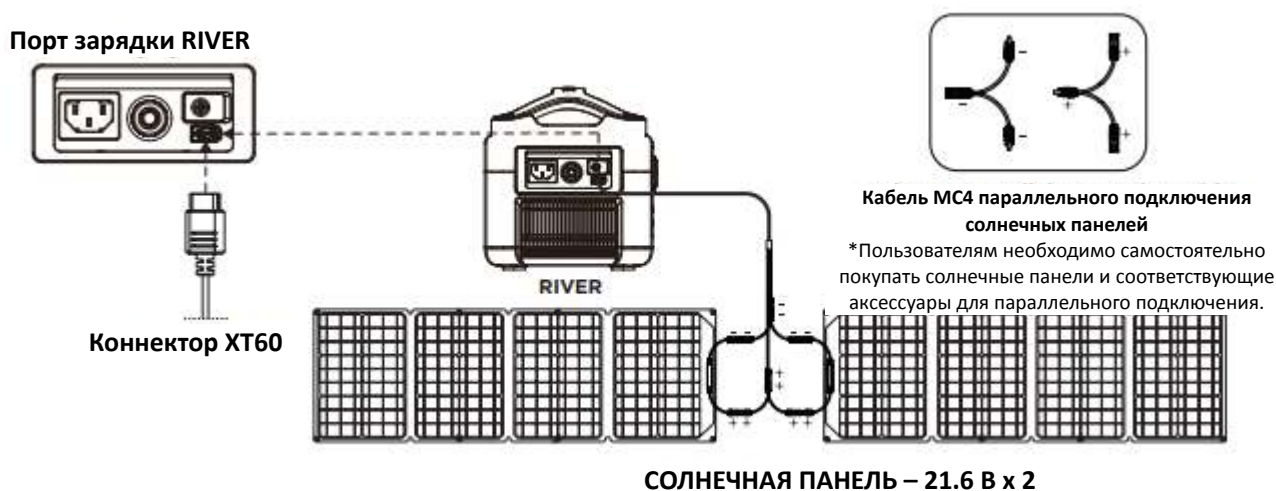 Порт зарядки RIVER
Коннектор XT60
RIVER
- 
-
-
+
+
+
Кабель MC4 параллельного подключения
солнечных панелей
*Пользователям необходимо самостоятельно
покупать солнечные панели и соответствующие
аксессуары для параллельного подключения.
-
-
- -
- -
+
+
+ +
+ +
СОЛНЕЧНАЯ ПАНЕЛЬ – 21.6 В x 2